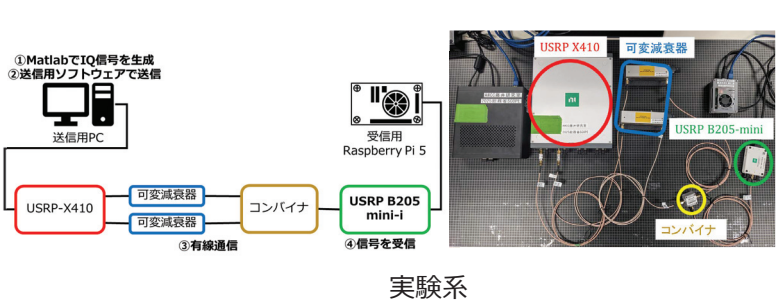 ①MatlabでIQ信号を生成
②送信用ソフトウェアで送信
送信用PC
受信用
Raspberry Pi 5
USRP-X410
可変減衰器
可変減衰器
コンバイナ
USRP B205
mini-i
③有線通信
④信号を受信
USRP X410
可変減衰器
USRP B205-mini
コンバイナ
実験系